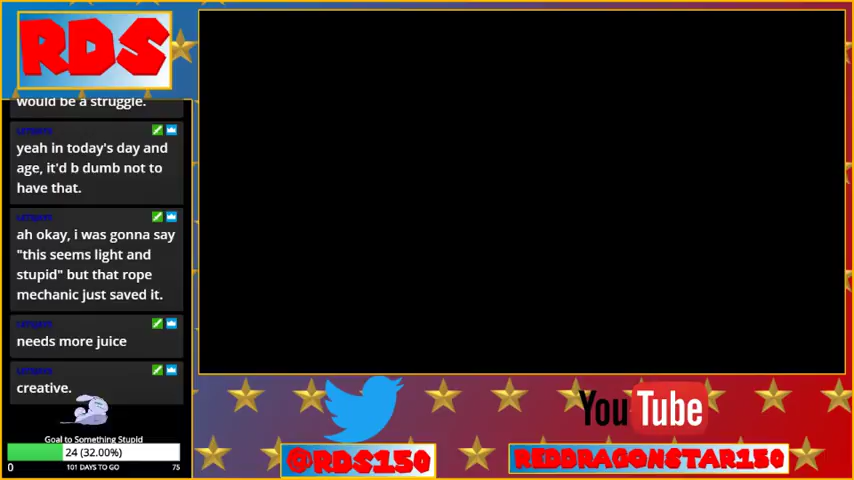 RDS
would be a struggle.
yeah in today's day and
age, it'd b dumb not to
have that.
ah okay, i was gonna say
"this seems light and
stupid" but that rope
mechanic just saved it.
needs more juice
creative.
Goal to Something Stupid
24 (32.00%)
0 101 DAYS TO GO 75
YouTube
@RDS150
REDDRAGONSTAR150